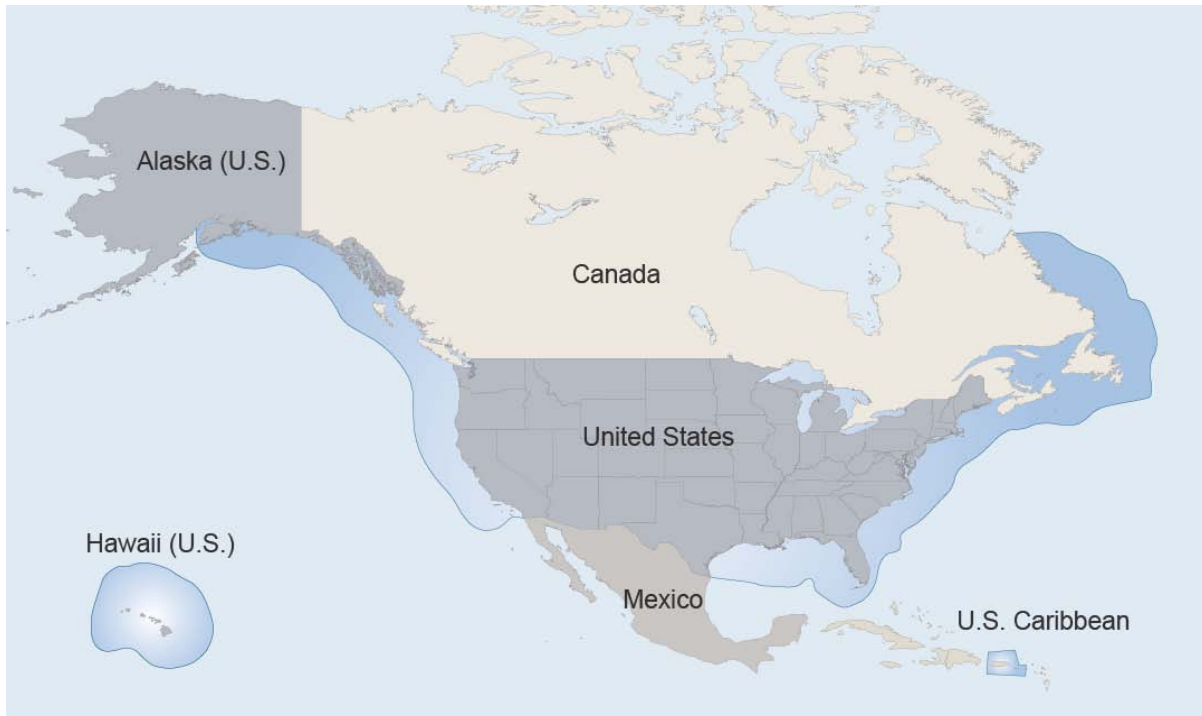 Alaska (U.S.)
Canada
United States
Hawaii (U.S.)
Mexico
U.S. Caribbean